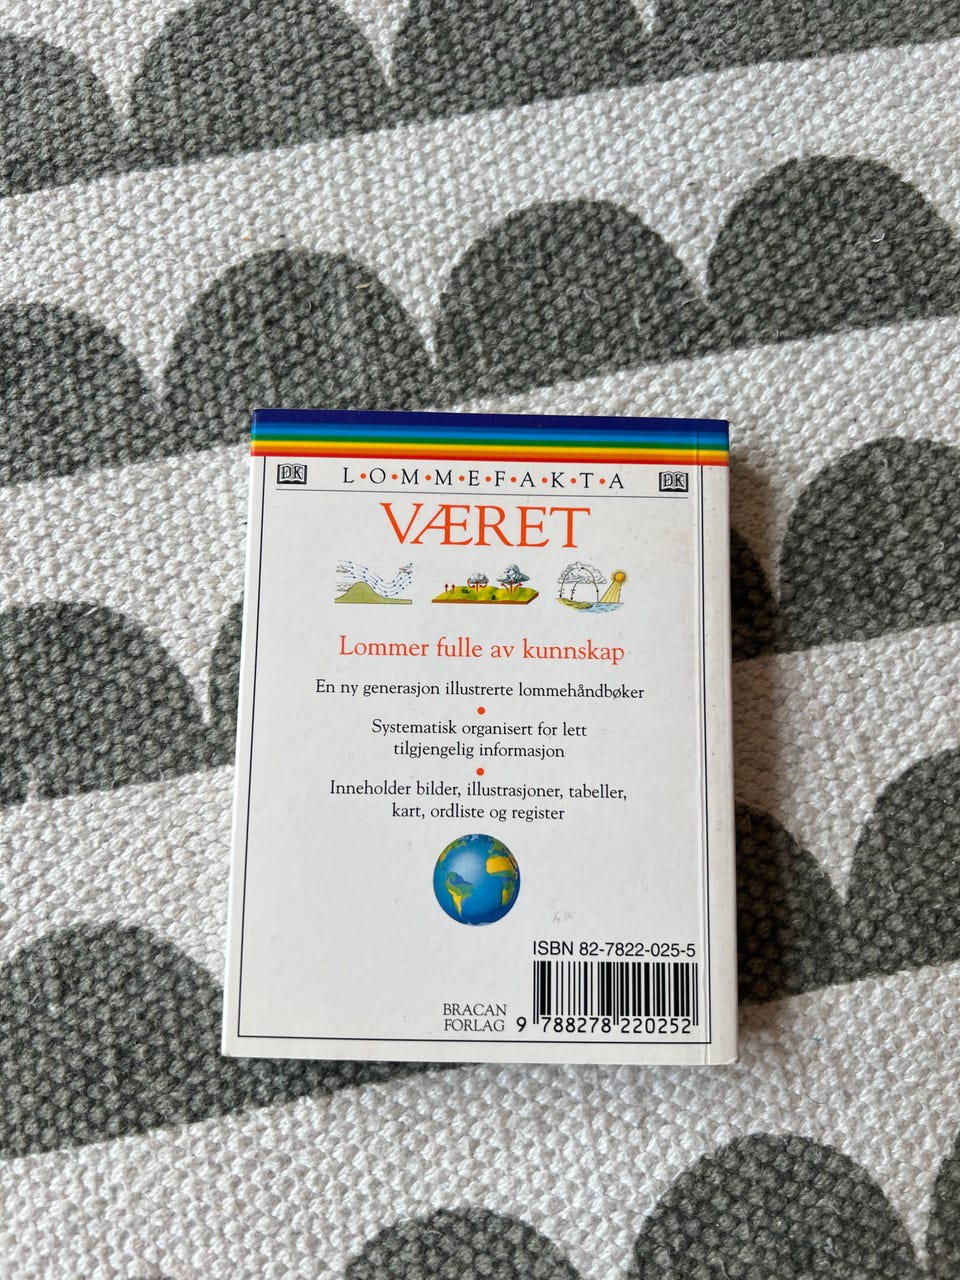 DK L•O•M•M•E•F•A•K•T•A DK
VÆRET
Lommer fulle av kunnskap
En ny generasjon illustrerte lommehåndbøker
•
Systematisk organisert for lett
tilgjengelig informasjon
•
Inneholder bilder, illustrasjoner, tabeller,
kart, ordliste og register
ISBN 82-7822-025-5
BRACAN
FORLAG
9 788278 220252